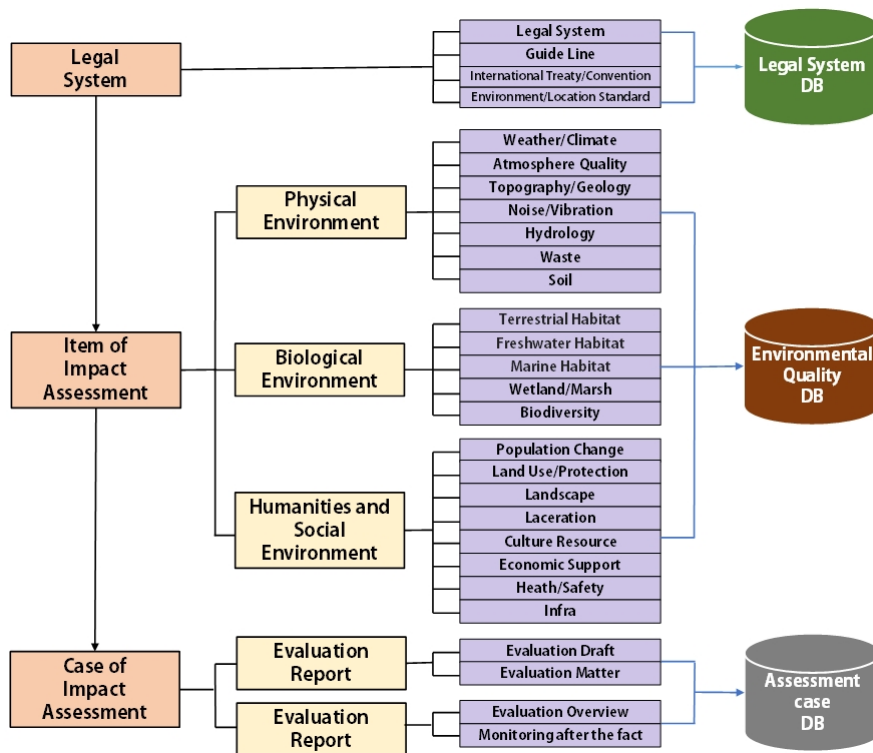 Legal
System
Legal System
Guide Line
International Treaty/Convention
Environment/Location Standard
Legal System
DB
Item of
Impact
Assessment
Physical
Environment
Weather/Climate
Atmosphere Quality
Topography/Geology
Noise/Vibration
Hydrology
Waste
Soil
Biological
Environment
Terrestrial Habitat
Freshwater Habitat
Marine Habitat
Wetland/Marsh
Biodiversity
Humanities and
Social
Environment
Population Change
Land Use/Protection
Landscape
Laceration
Culture Resource
Economic Support
Heath/Safety
Infra
Environmental
Quality
DB
Case of
Impact
Assessment
Evaluation
Report
Evaluation Draft
Evaluation Matter
Evaluation
Report
Evaluation Overview
Monitoring after the fact
Assessment
case
DB